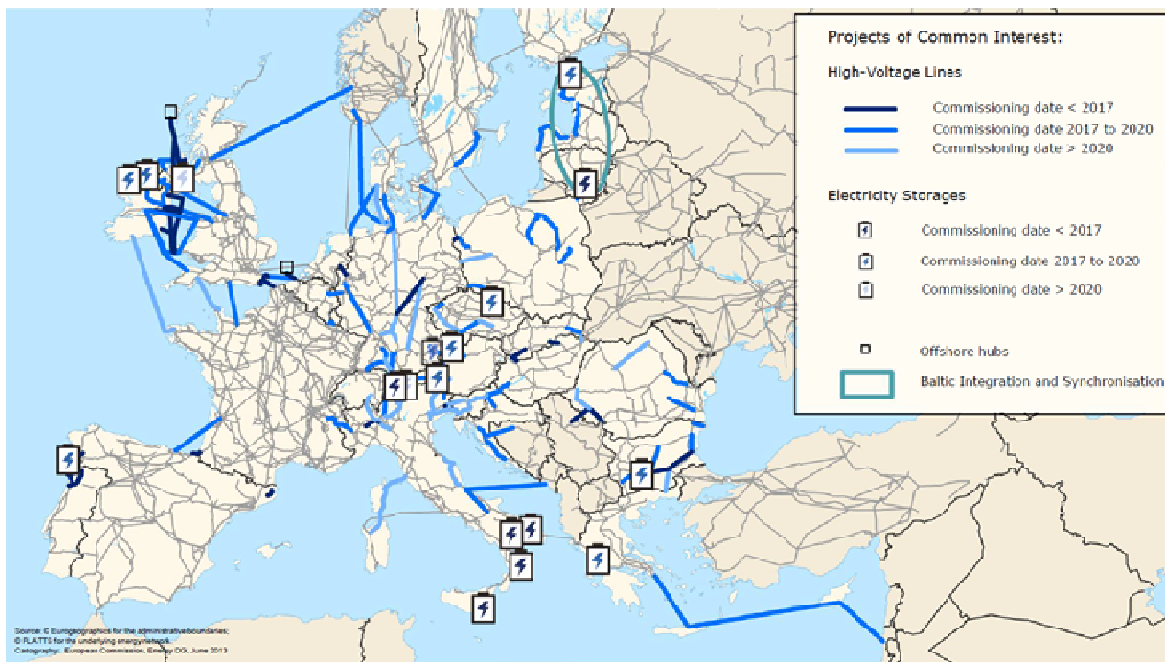 Projects of Common Interest:
High-Voltage Lines
Commissioning date < 2017
Commissioning date 2017 to 2020
Commissioning date > 2020
Electricity Storages
Commissioning date < 2017
Commissioning date 2017 to 2020
Commissioning date > 2020
Offshore hubs
Baltic Integration and Synchronisation
Source: © Eurogeographics for the administrative boundaries;
© PLATTS for the underlying energy network.
Cartography: European Commission, Energy DG, June 2013